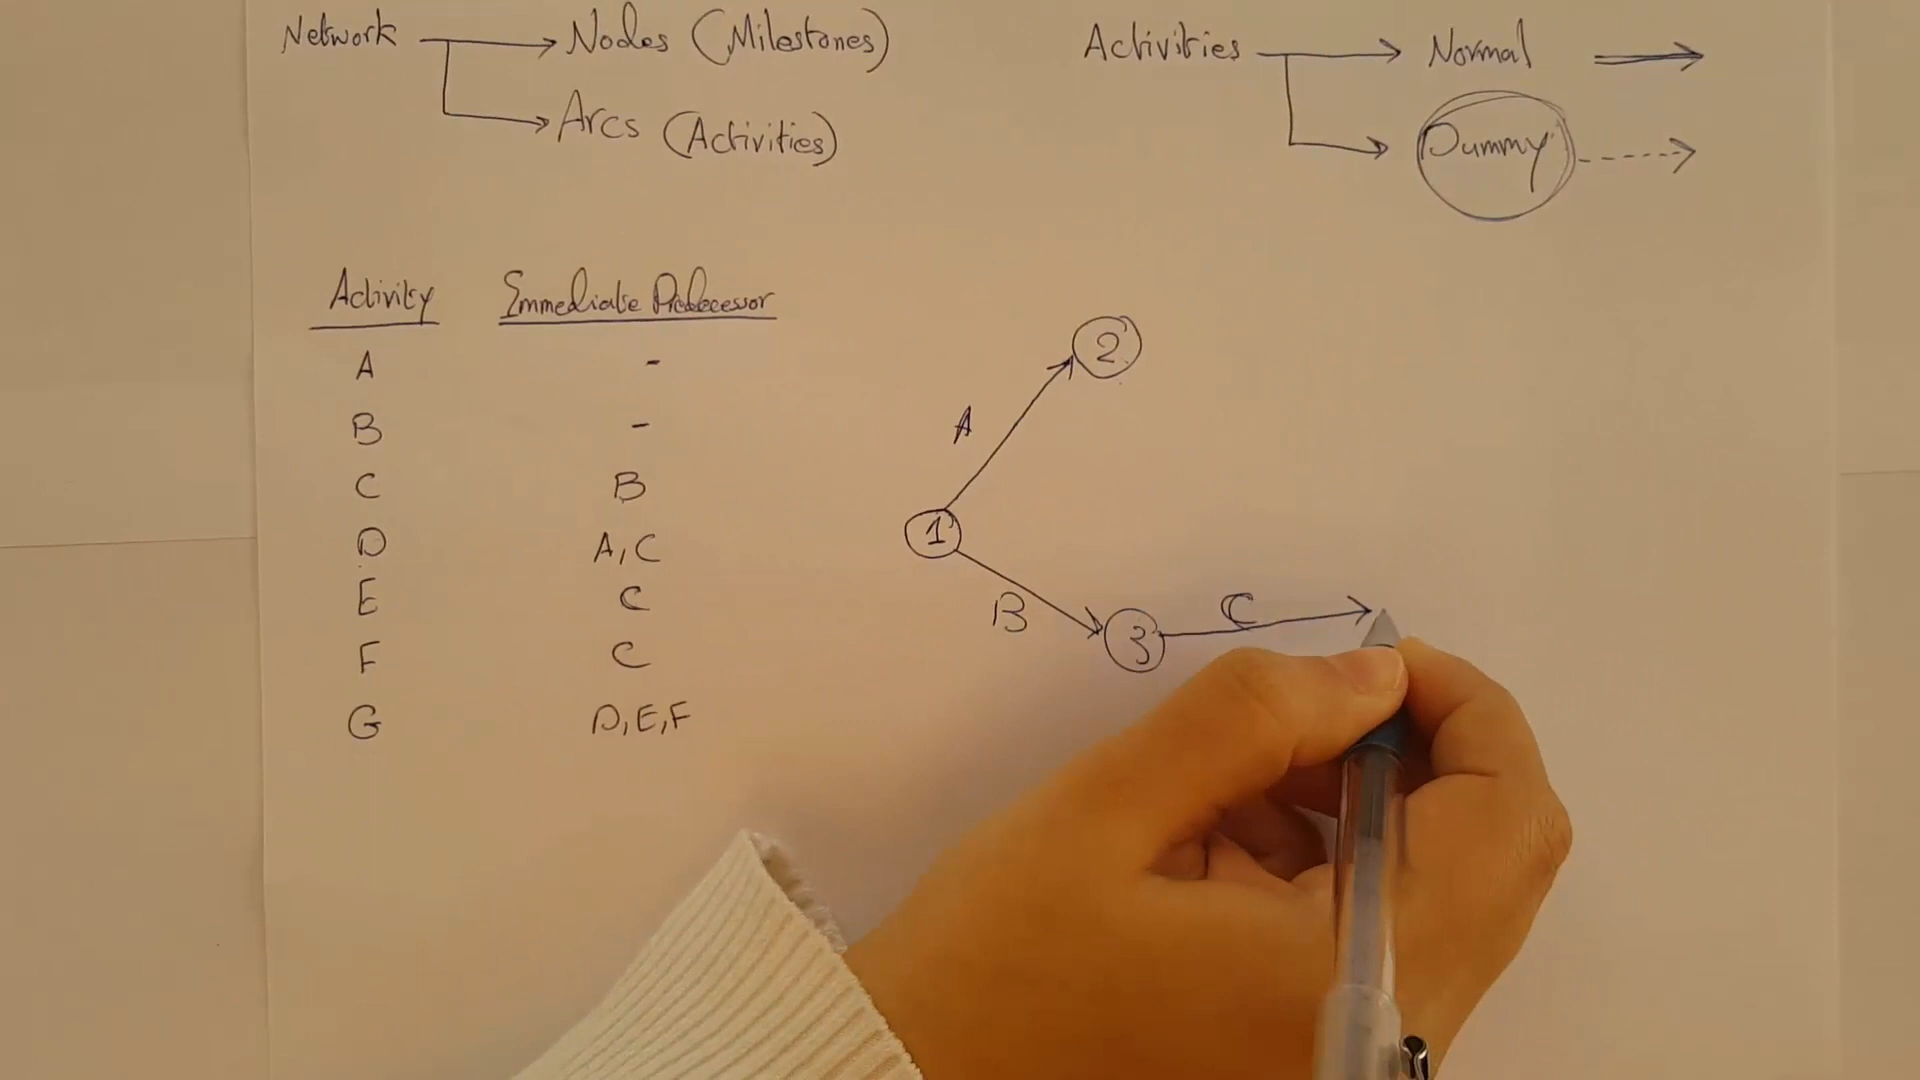 Network → Nodes (Milestones)
→ Arcs (Activities)
Activities → Normal
→ Dummy
Activity Immediate Predecessor
A -
B -
C B
D A,C
E C
F C
G D,E,F
2
A
1
B
3
C